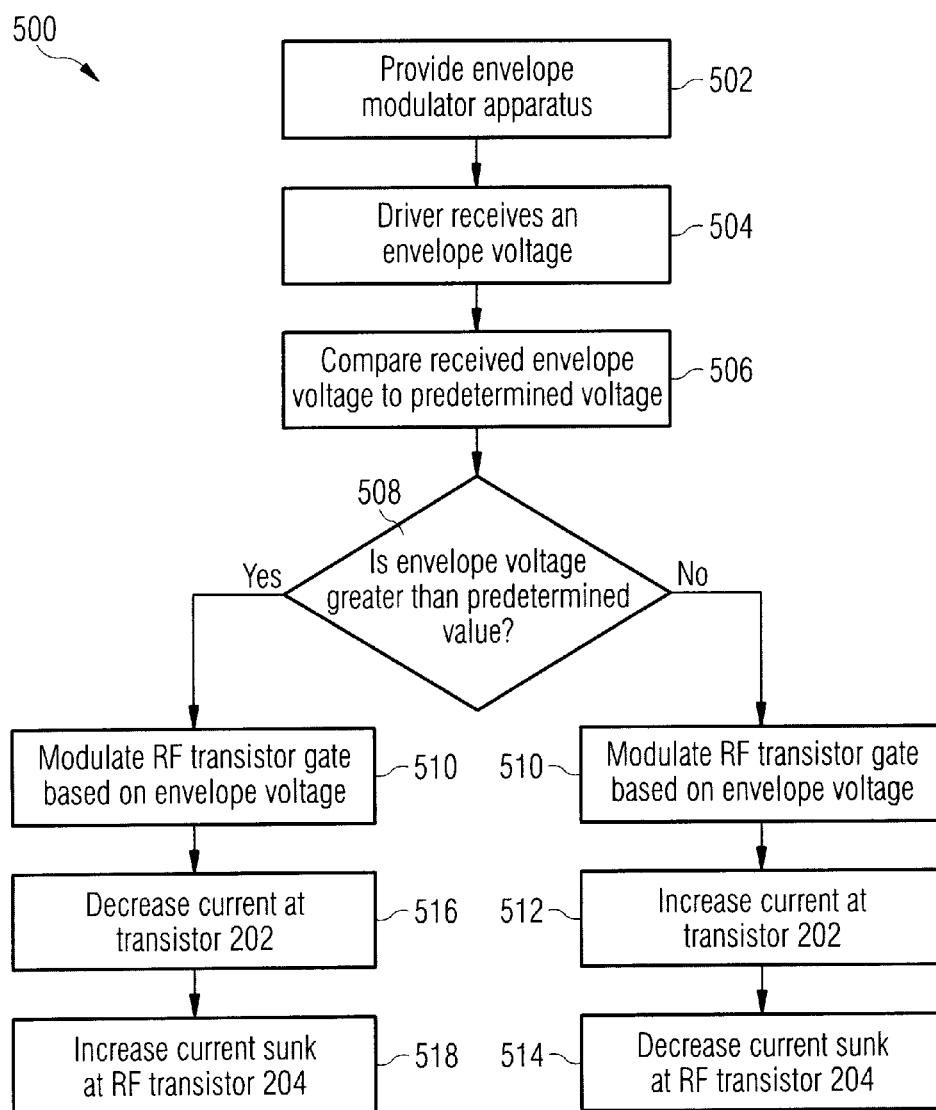 500
Provide envelope
modulator apparatus
502
Driver receives an
envelope voltage
504
Compare received envelope
voltage to predetermined voltage
506
508
Is envelope voltage
greater than predetermined
value?
Yes
No
Modulate RF transistor gate
based on envelope voltage
510
510
Modulate RF transistor gate
based on envelope voltage
Decrease current at
transistor 202
516
512
Increase current at
transistor 202
Increase current sunk
at RF transistor 204
518
514
Decrease current sunk
at RF transistor 204